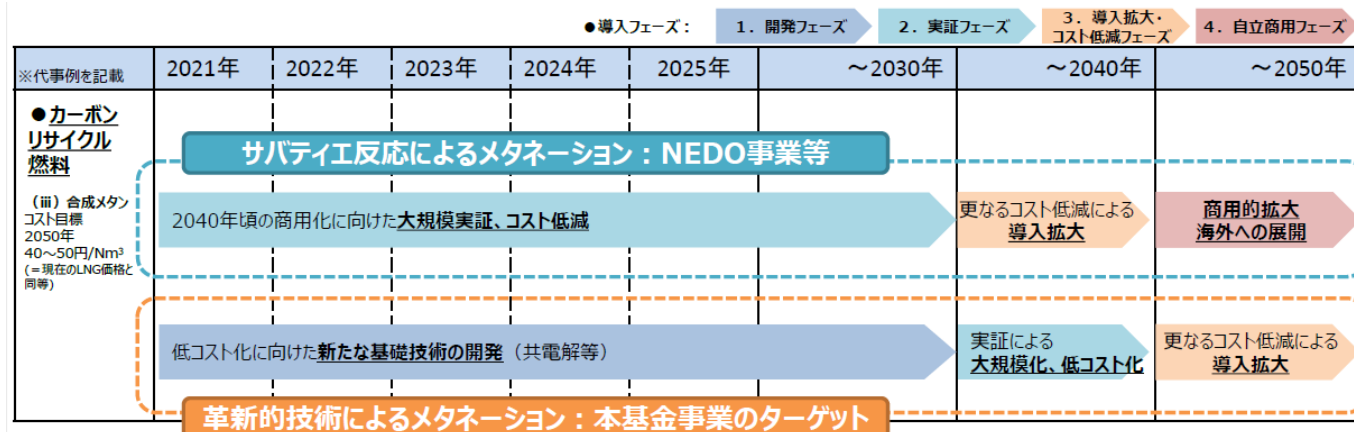 ●導入フェーズ：
1．開発フェーズ
2．実証フェーズ
3．導入拡大・
コスト低減フェーズ
4．自立商用フェーズ
※代事例を記載
2021年
2022年
2023年
2024年
2025年
～2030年
～2040年
～2050年
●カーボン
リサイクル
燃料
（ⅲ）合成メタン
コスト目標
2050年
40～50円/Nm³
(＝現在のLNG価格と
同等)
サバティエ反応によるメタネーション：NEDO事業等
2040年頃の商用化に向けた大規模実証、コスト低減
更なるコスト低減による
導入拡大
商用的拡大
海外への展開
低コスト化に向けた新たな基礎技術の開発（共電解等）
実証による
大規模化、低コスト化
更なるコスト低減による
導入拡大
革新的技術によるメタネーション：本基金事業のターゲット